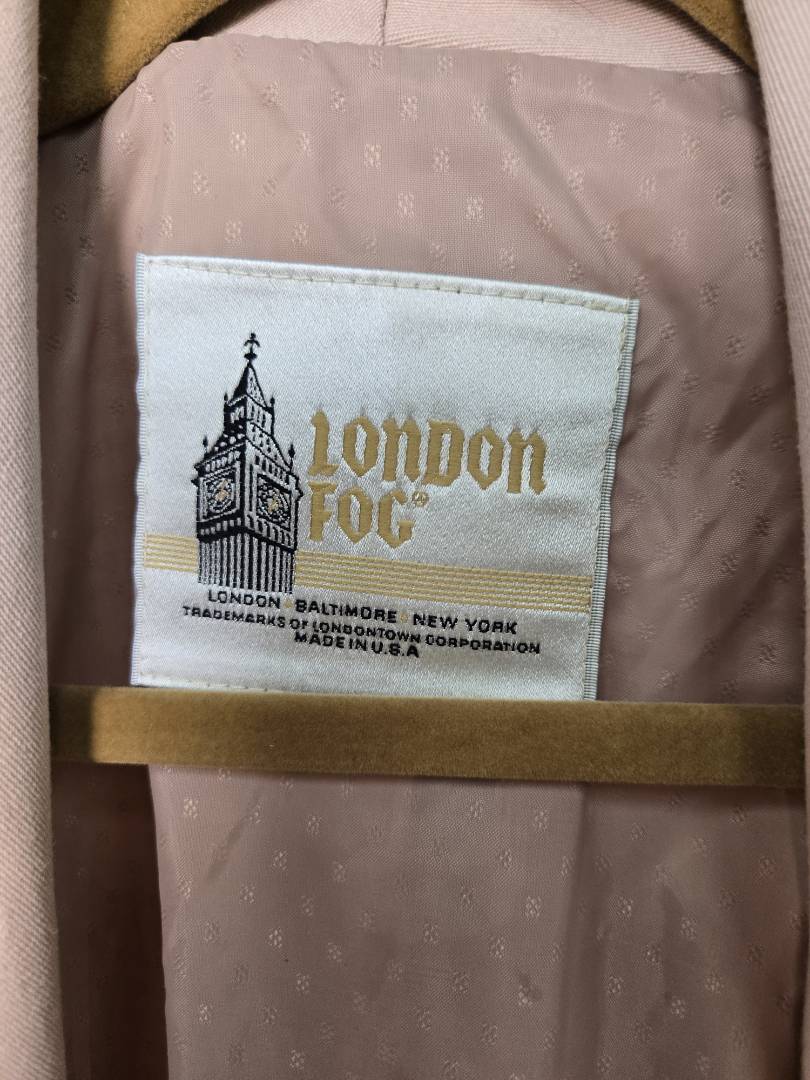 LONDON
FOG®
LONDON · BALTIMORE · NEW YORK
TRADEMARKS OF LONDONTOWN CORPORATION
MADE IN U.S.A